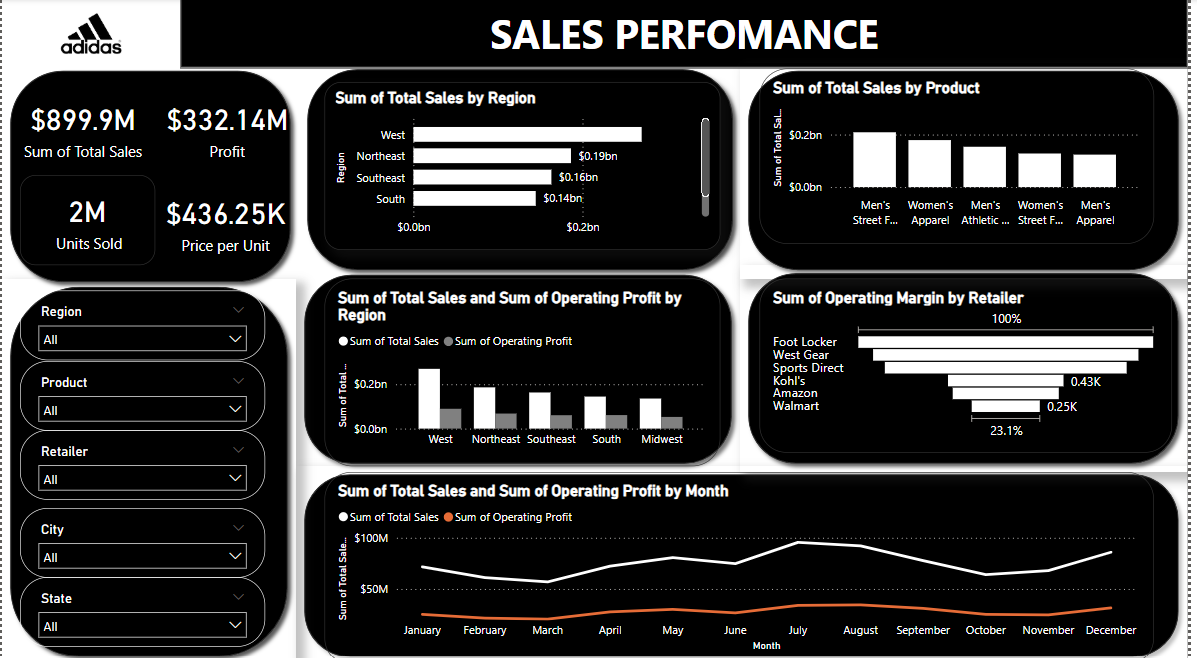 adidas
SALES PERFOMANCE
$899.9M
Sum of Total Sales
$332.14M
Profit
2M
Units Sold
$436.25K
Price per Unit
Region
All
Product
All
Retailer
All
City
All
State
All
Sum of Total Sales by Region
Region
West
Northeast
$0.19bn
Southeast
$0.16bn
South
$0.14bn
$0.0bn
$0.2bn
Sum of Total Sales by Product
Sum of Total Sal...
$0.2bn
$0.0bn
Men's
Street F...
Women's
Apparel
Men's
Athletic ...
Women's
Street F...
Men's
Apparel
Sum of Total Sales and Sum of Operating Profit by
Region
Sum of Total Sales
Sum of Operating Profit
Sum of Total ...
$0.2bn
$0.0bn
West
Northeast
Southeast
South
Midwest
Sum of Operating Margin by Retailer
100%
Foot Locker
West Gear
Sports Direct
Kohl's
0.43K
Amazon
Walmart
0.25K
23.1%
Sum of Total Sales and Sum of Operating Profit by Month
Sum of Total Sales
Sum of Operating Profit
Sum of Total Sale...
$100M
$50M
January
February
March
April
May
June
July
August
September
October
November
December
Month